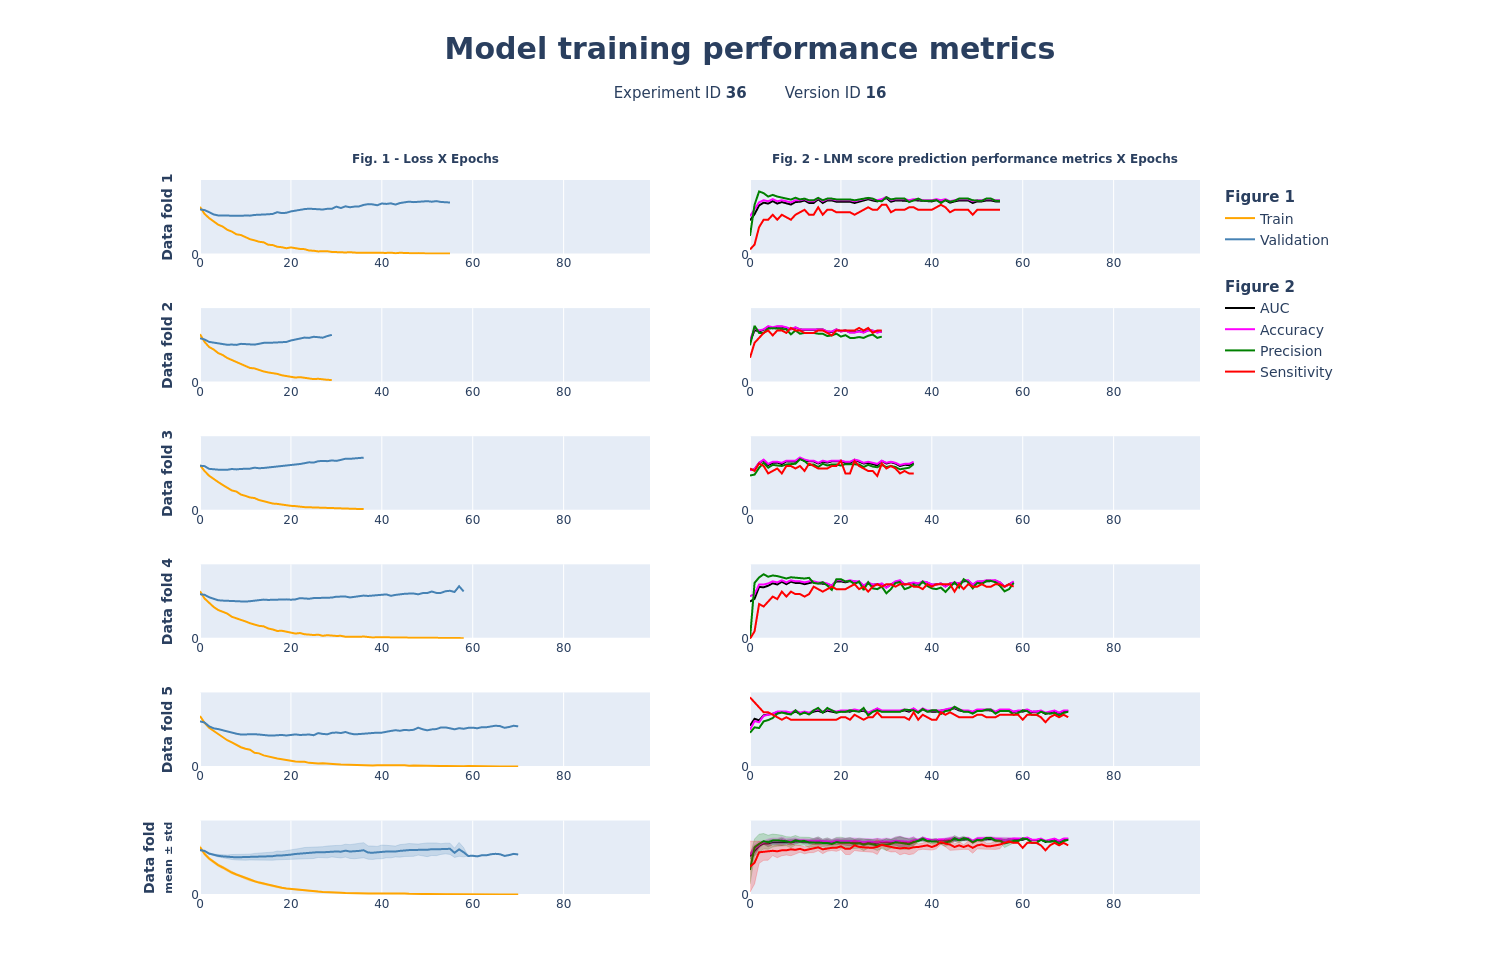 Model training performance metrics
Experiment ID 36 Version ID 16
Fig. 1 - Loss X Epochs
Fig. 2 - LNM score prediction performance metrics X Epochs
Data fold 1
0
0 20 40 60 80
0
0 20 40 60 80
Figure 1
Train
Validation
Figure 2
AUC
Accuracy
Precision
Sensitivity
Data fold 2
0
0 20 40 60 80
0
0 20 40 60 80
Data fold 3
0
0 20 40 60 80
0
0 20 40 60 80
Data fold 4
0
0 20 40 60 80
0
0 20 40 60 80
Data fold 5
0
0 20 40 60 80
0
0 20 40 60 80
Data fold
mean ± std
0
0 20 40 60 80
0
0 20 40 60 80